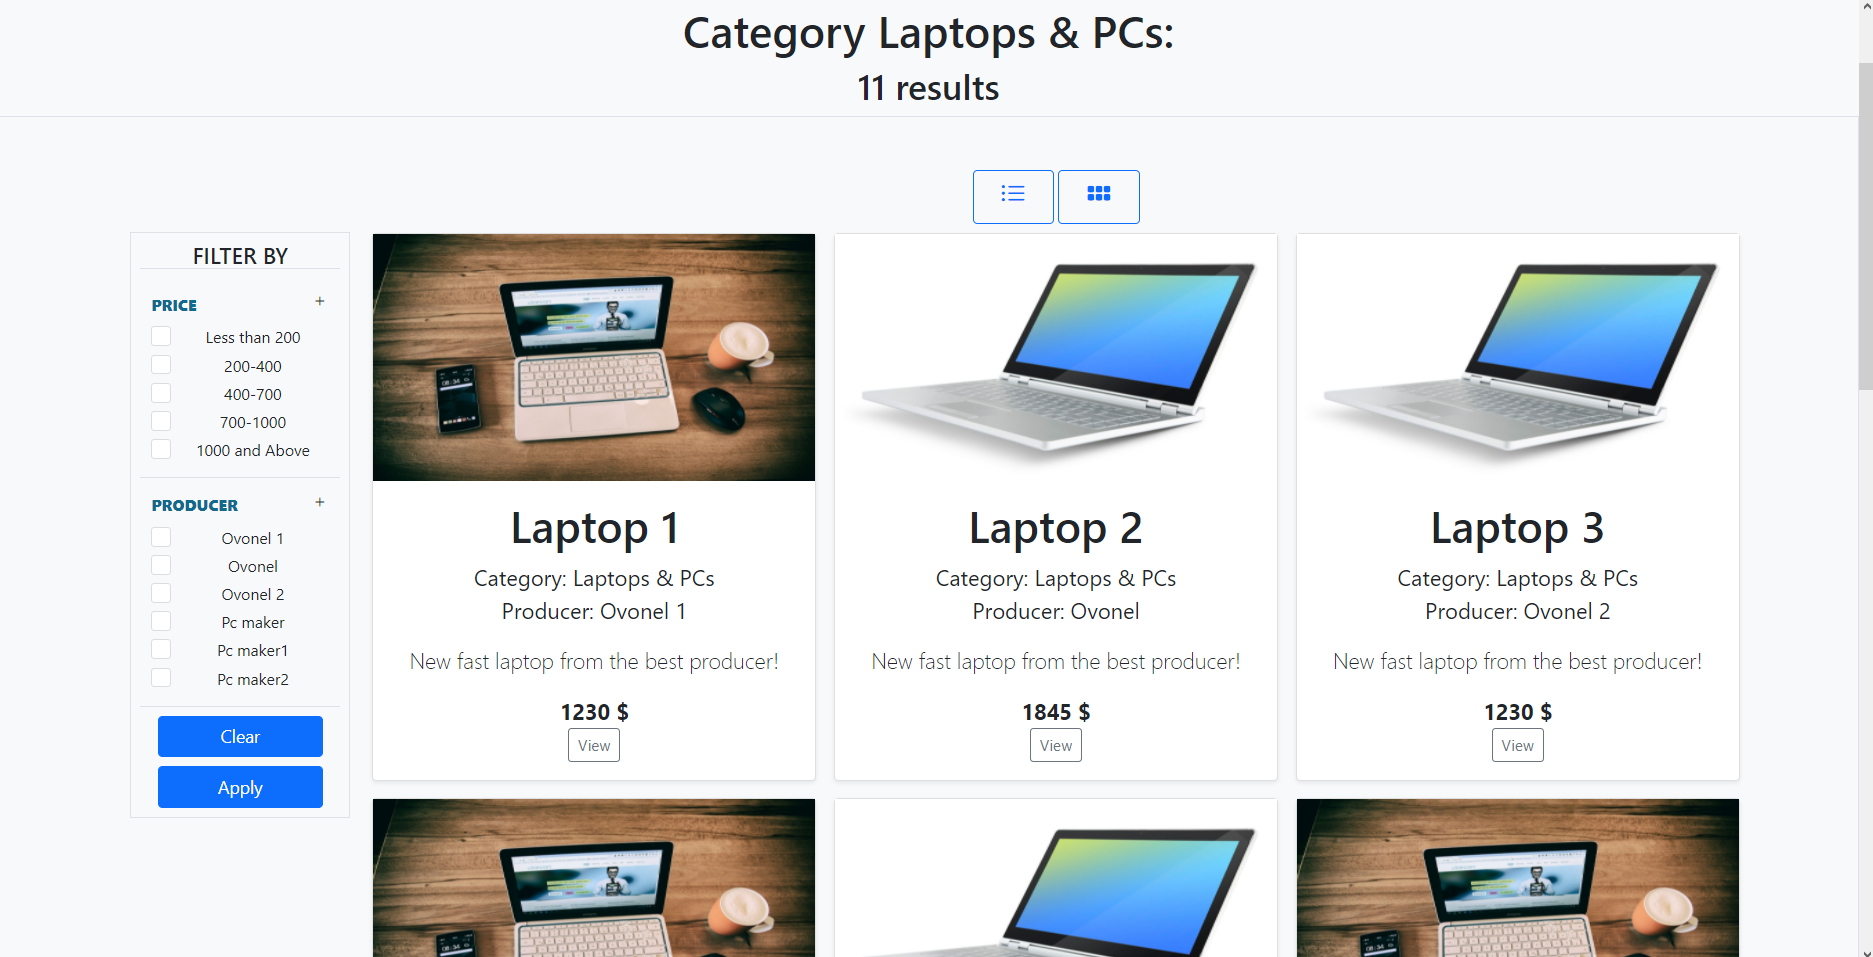 Category Laptops & PCs:
11 results
FILTER BY
PRICE +
Less than 200
200-400
400-700
700-1000
1000 and Above
PRODUCER +
Ovonel 1
Ovonel
Ovonel 2
Pc maker
Pc maker1
Pc maker2
Clear
Apply
Laptop 1
Category: Laptops & PCs
Producer: Ovonel 1
New fast laptop from the best producer!
1230 $
View
Laptop 2
Category: Laptops & PCs
Producer: Ovonel
New fast laptop from the best producer!
1845 $
View
Laptop 3
Category: Laptops & PCs
Producer: Ovonel 2
New fast laptop from the best producer!
1230 $
View